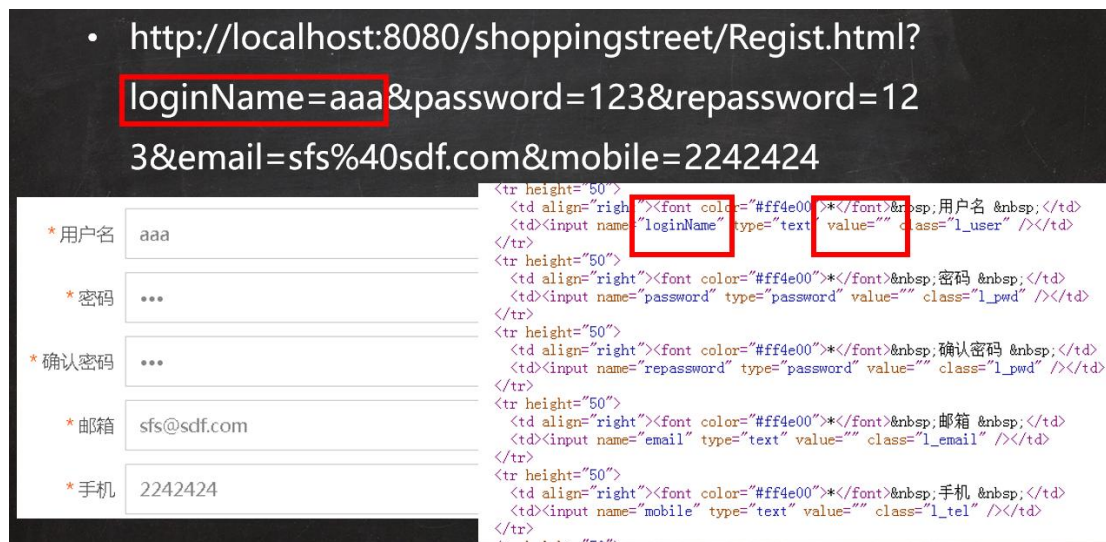 • http://localhost:8080/shoppingstreet/Regist.html?
loginName=aaa&password=123&repassword=12
3&email=sfs%40sdf.com&mobile=2242424
*用户名 aaa
*密码 •••
*确认密码 •••
*邮箱 sfs@sdf.com
*手机 2242424
<tr height="50">
<td align="right"><font color="#ff4e00">*</font>&nbsp;用户名 &nbsp;</td>
<td><input name="loginName" type="text" value="" class="l_user" /></td>
</tr>
<tr height="50">
<td align="right"><font color="#ff4e00">*</font>&nbsp;密码 &nbsp;</td>
<td><input name="password" type="password" value="" class="l_pwd" /></td>
</tr>
<tr height="50">
<td align="right"><font color="#ff4e00">*</font>&nbsp;确认密码 &nbsp;</td>
<td><input name="repassword" type="password" value="" class="l_pwd" /></td>
</tr>
<tr height="50">
<td align="right"><font color="#ff4e00">*</font>&nbsp;邮箱 &nbsp;</td>
<td><input name="email" type="text" value="" class="l_email" /></td>
</tr>
<tr height="50">
<td align="right"><font color="#ff4e00">*</font>&nbsp;手机 &nbsp;</td>
<td><input name="mobile" type="text" value="" class="l_tel" /></td>
</tr>